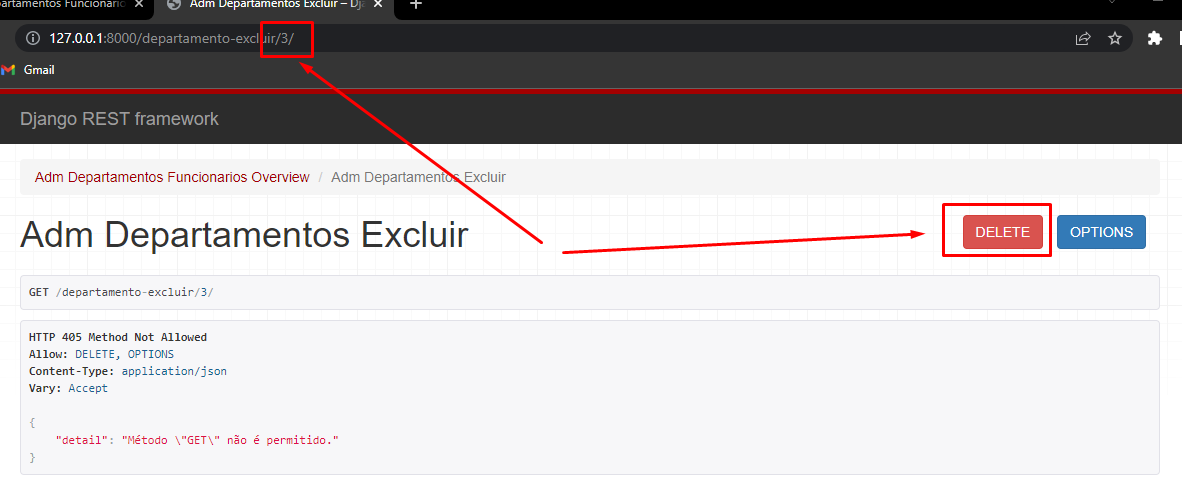 partamentos Funcionário
Adm Departamentos Excluir – Dj
127.0.0.1:8000/departamento-excluir/3/
Gmail
Django REST framework
Adm Departamentos Funcionarios Overview / Adm Departamentos Excluir
Adm Departamentos Excluir
DELETE
OPTIONS
GET /departamento-excluir/3/
HTTP 405 Method Not Allowed
Allow: DELETE, OPTIONS
Content-Type: application/json
Vary: Accept
{
"detail": "Método \"GET\" não é permitido."
}